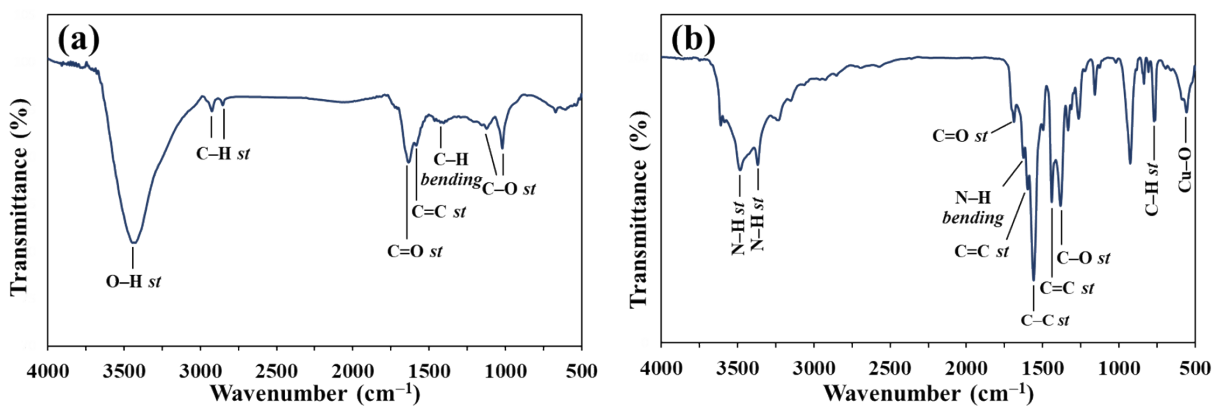 (a)
Transmittance (%)
C–H st
C–H
bending
C–O st
C=C st
C=O st
O–H st
4000 3500 3000 2500 2000 1500 1000 500
Wavenumber (cm⁻¹)
(b)
Transmittance (%)
C=O st
N–H st
N–H st
N–H
bending
C=C st
C–O st
C=C st
C–C st
C–H st
Cu–O
4000 3500 3000 2500 2000 1500 1000 500
Wavenumber (cm⁻¹)